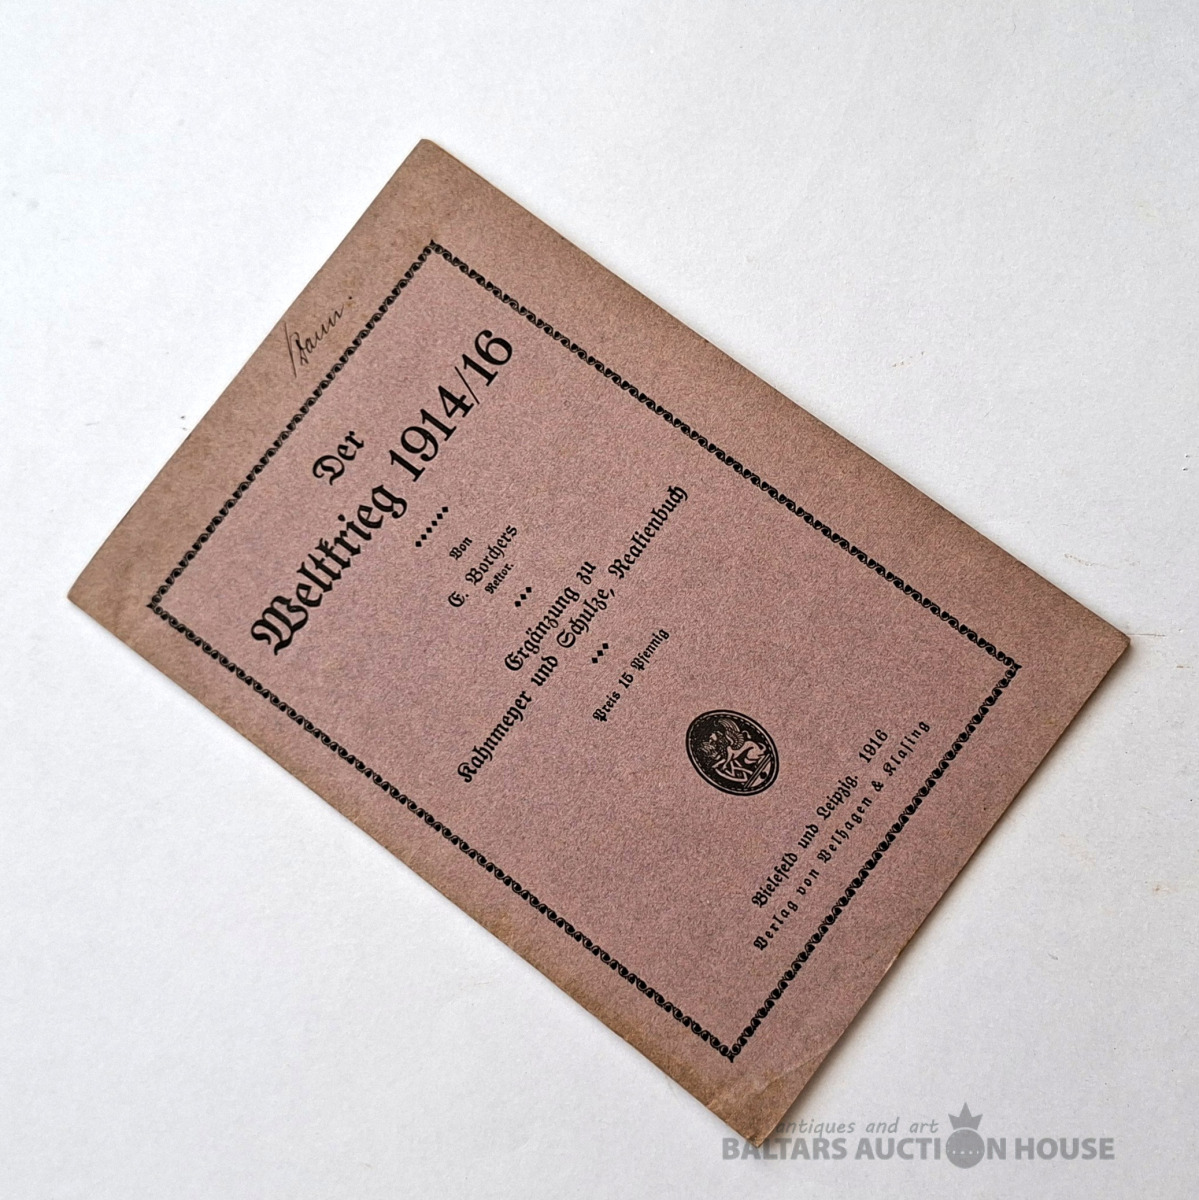 Der
Weltkrieg 1914/16
Von
E. Borchers
Rektor.
Ergänzung zu
Kahnmeyer und Schulze, Realienbuch
Preis 15 Pfennig
Bielefeld und Leipzig. 1916
Verlag von Velhagen & Klasing
antiques and art
BALTARS AUCTION HOUSE